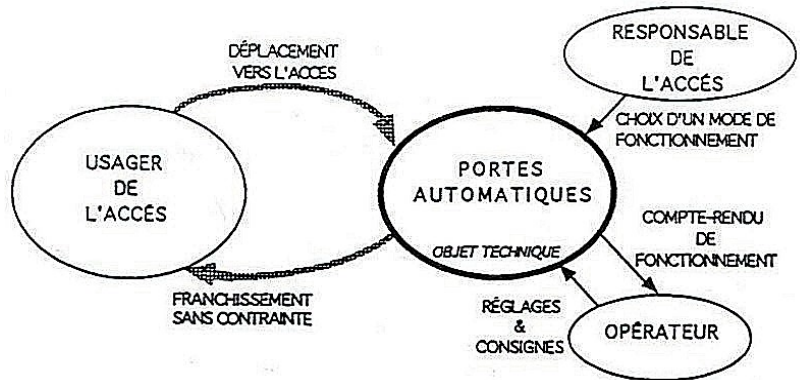 DÉPLACEMENT
VERS L'ACCES
RESPONSABLE
DE
L'ACCÉS
CHOIX D'UN MODE DE
FONCTIONNEMENT
USAGER
DE
L'ACCÉS
PORTES
AUTOMATIQUES
OBJET TECHNIQUE
COMPTE-RENDU
DE
FONCTIONNEMENT
FRANCHISSEMENT
SANS CONTRAINTE
RÉGLAGES
&
CONSIGNES
OPÉRATEUR